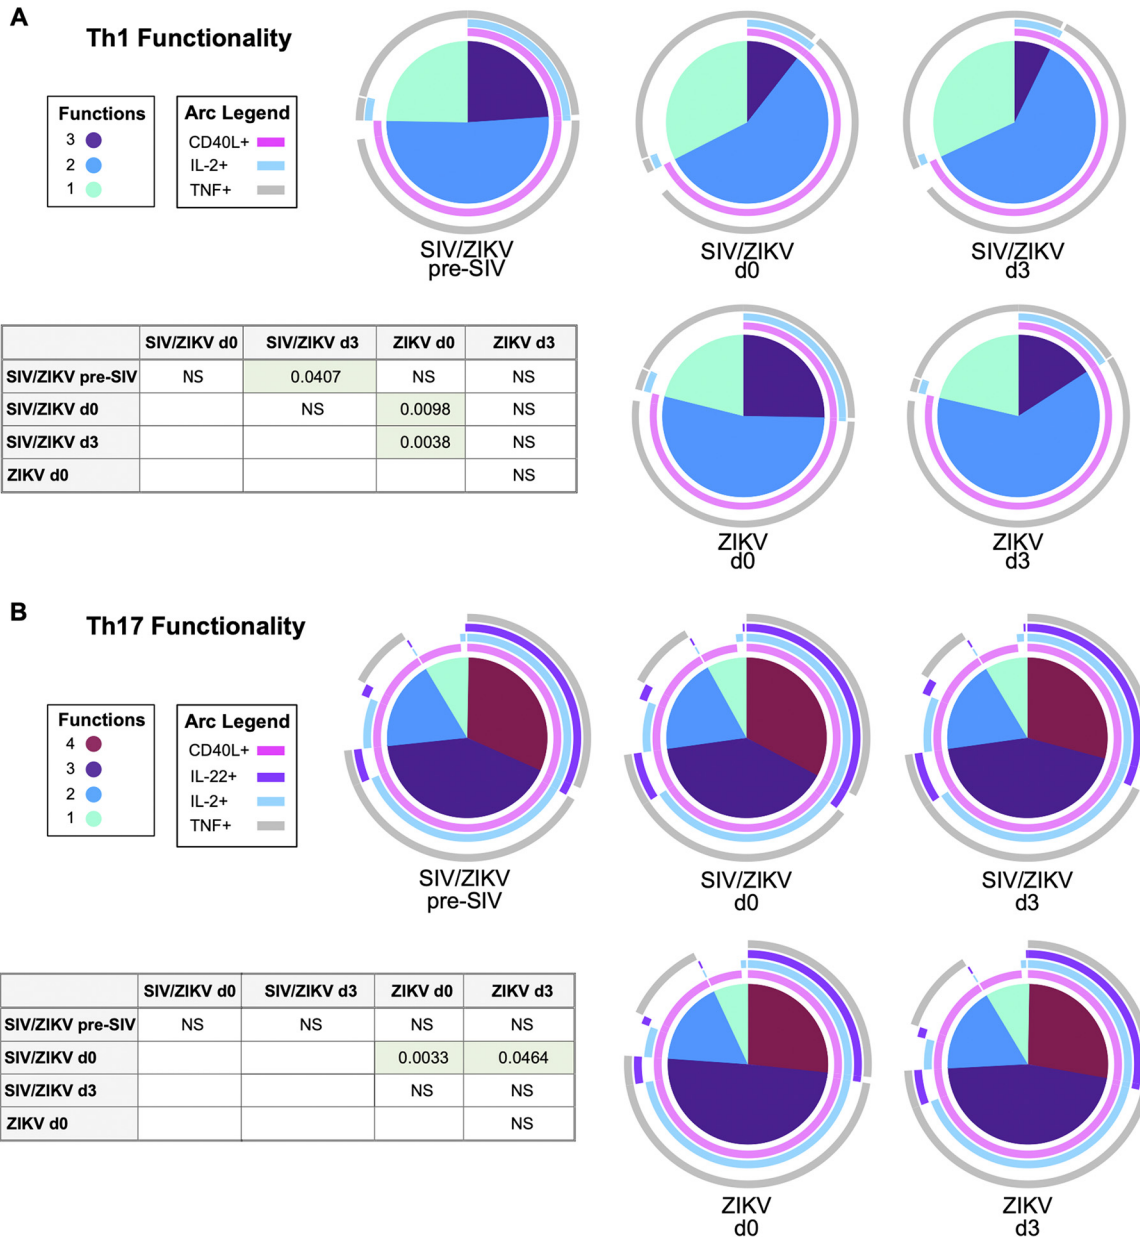 A
Th1 Functionality
Functions
3
2
1
Arc Legend
CD40L+
IL-2+
TNF+
SIV/ZIKV
pre-SIV
SIV/ZIKV
d0
SIV/ZIKV
d3
SIV/ZIKV d0 SIV/ZIKV d3 ZIKV d0 ZIKV d3
SIV/ZIKV pre-SIV NS 0.0407 NS NS
SIV/ZIKV d0 NS 0.0098 NS
SIV/ZIKV d3 0.0038 NS
ZIKV d0 NS
ZIKV
d0
ZIKV
d3
B
Th17 Functionality
Functions
4
3
2
1
Arc Legend
CD40L+
IL-22+
IL-2+
TNF+
SIV/ZIKV
pre-SIV
SIV/ZIKV
d0
SIV/ZIKV
d3
SIV/ZIKV d0 SIV/ZIKV d3 ZIKV d0 ZIKV d3
SIV/ZIKV pre-SIV NS NS NS NS
SIV/ZIKV d0 0.0033 0.0464
SIV/ZIKV d3 NS NS
ZIKV d0 NS
ZIKV
d0
ZIKV
d3